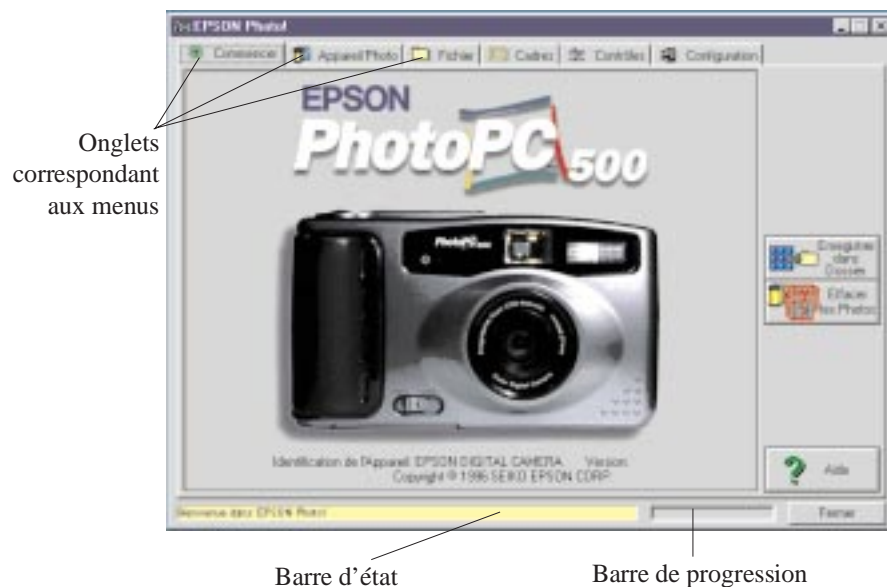 EPSON Photo!
Commencer Appareil Photo Fichier Cadres Contrôles Configuration
EPSON
PhotoPC 500
Onglets
correspondant
aux menus
PhotoPC
Enregistrer
dans
Dossier
Effacer
les Photos
Identification de l'Appareil: EPSON DIGITAL CAMERA Version:
Copyright © 1996 SEIKO EPSON CORP.
Aide
Bienvenue dans EPSON Photo!
Fermer
Barre d'état
Barre de progression